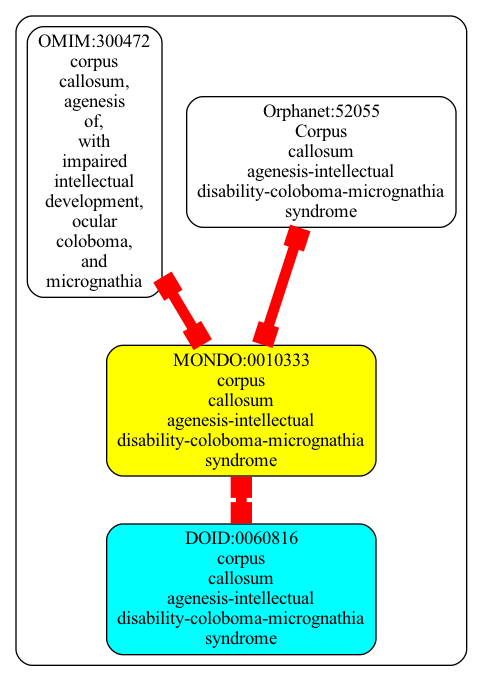 OMIM:300472
corpus
callosum,
agenesis
of,
with
impaired
intellectual
development,
ocular
coloboma,
and
micrognathia
Orphanet:52055
Corpus
callosum
agenesis-intellectual
disability-coloboma-micrognathia
syndrome
MONDO:0010333
corpus
callosum
agenesis-intellectual
disability-coloboma-micrognathia
syndrome
DOID:0060816
corpus
callosum
agenesis-intellectual
disability-coloboma-micrognathia
syndrome